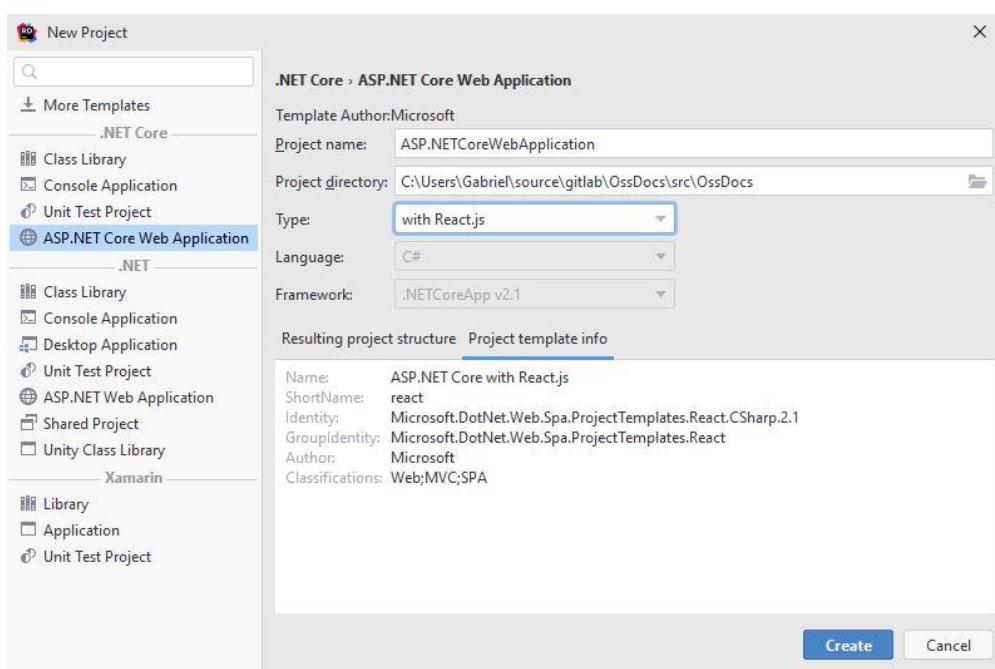 RD New Project
More Templates
.NET Core
Class Library
Console Application
Unit Test Project
ASP.NET Core Web Application
.NET
Class Library
Console Application
Desktop Application
Unit Test Project
ASP.NET Web Application
Shared Project
Unity Class Library
Xamarin
Library
Application
Unit Test Project
.NET Core › ASP.NET Core Web Application
Template Author:Microsoft
Project name: ASP.NETCoreWebApplication
Project directory: C:\Users\Gabriel\source\gitlab\OssDocs\src\OssDocs
Type: with React.js
Language: C#
Framework: .NETCoreApp v2.1
Resulting project structure Project template info
Name: ASP.NET Core with React.js
ShortName: react
Identity: Microsoft.DotNet.Web.Spa.ProjectTemplates.React.CSharp.2.1
GroupIdentity: Microsoft.DotNet.Web.Spa.ProjectTemplates.React
Author: Microsoft
Classifications: Web;MVC;SPA
Create Cancel